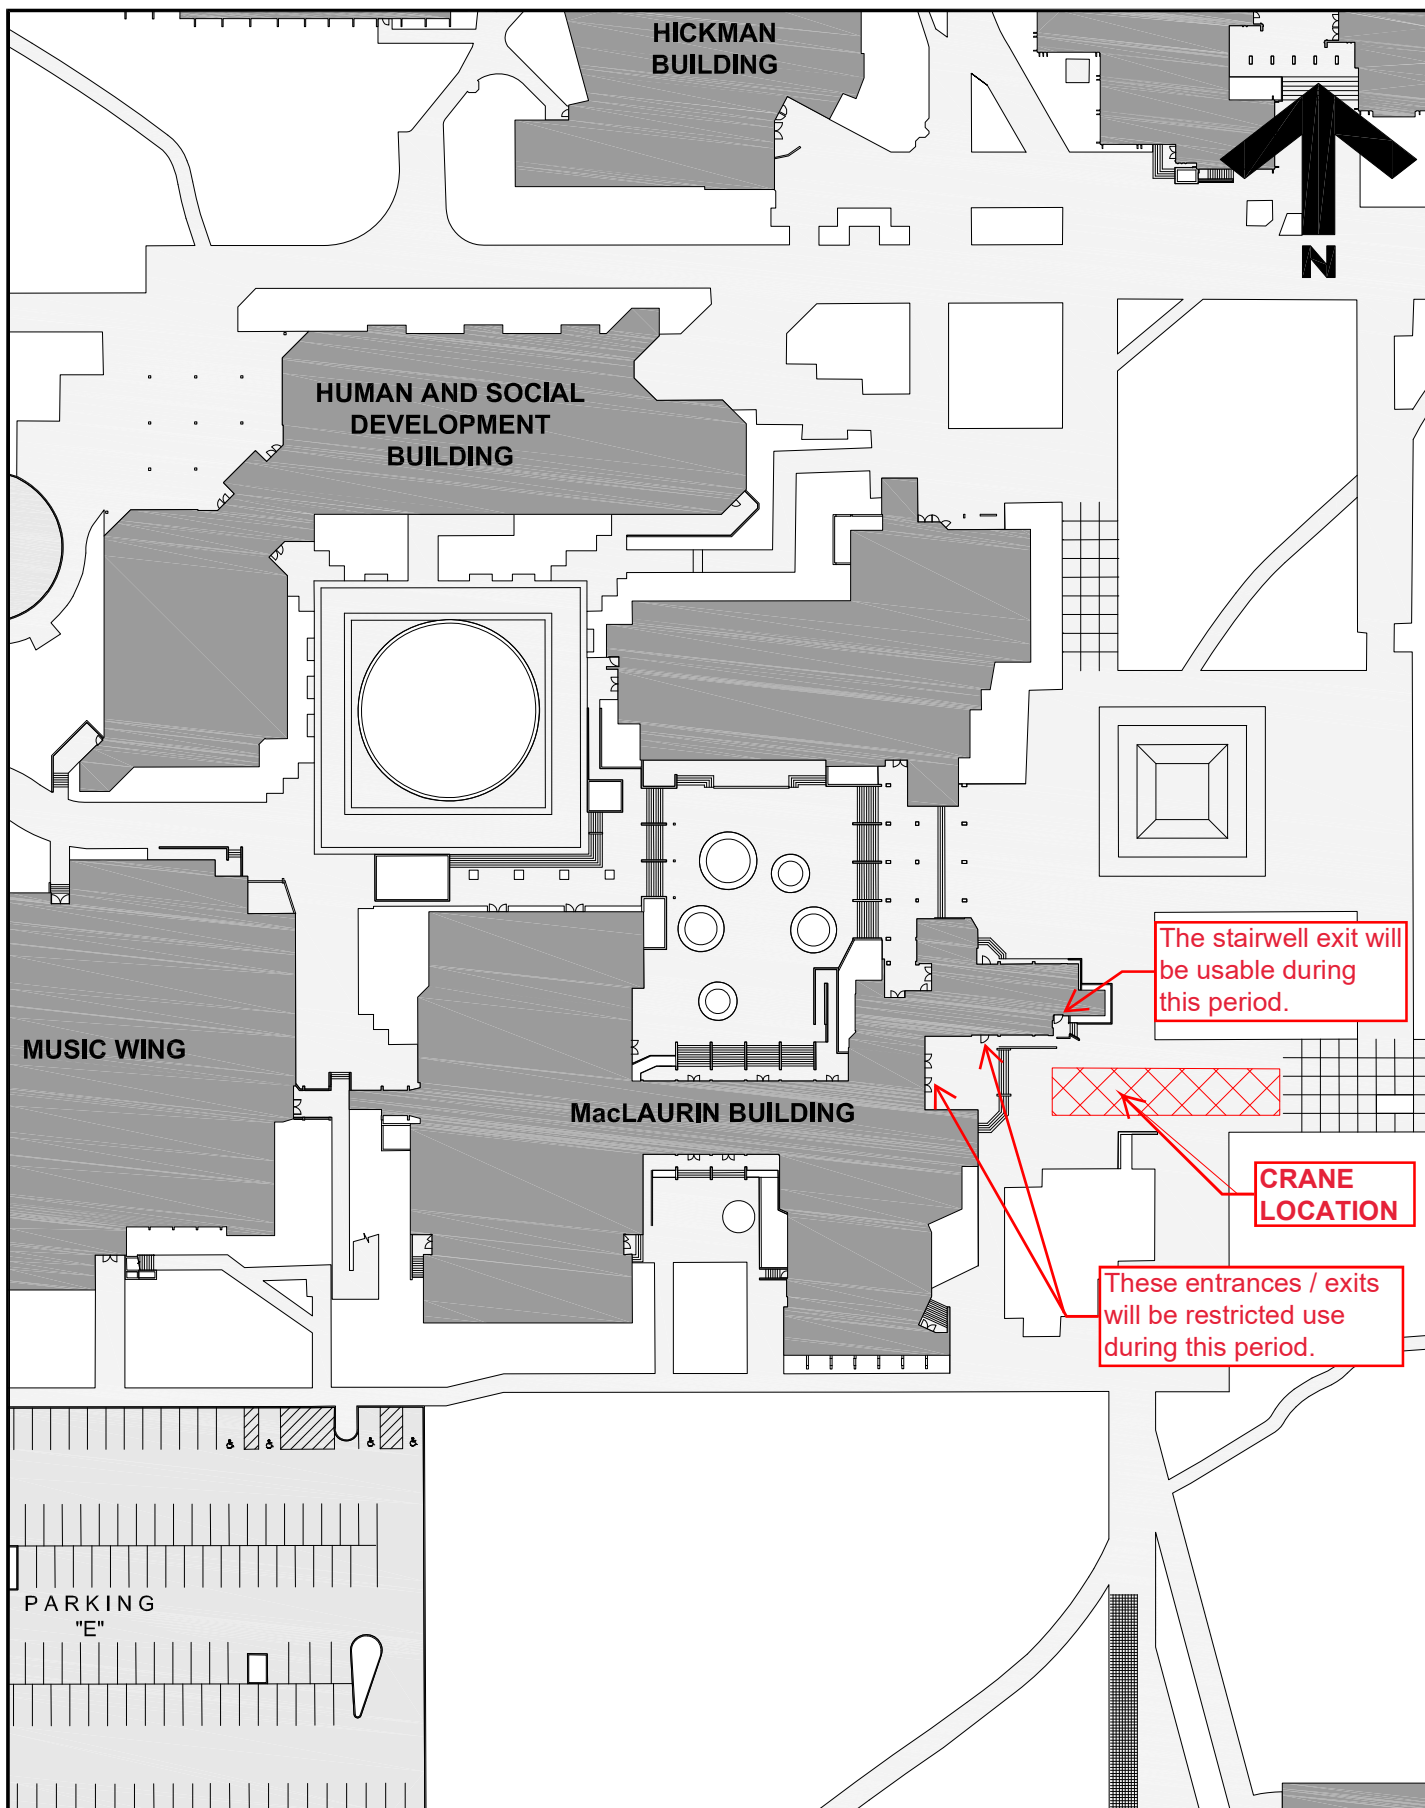 HICKMAN
BUILDING
N
HUMAN AND SOCIAL
DEVELOPMENT
BUILDING
The stairwell exit will
be usable during
this period.
MUSIC WING
MacLAURIN BUILDING
CRANE
LOCATION
These entrances / exits
will be restricted use
during this period.
PARKING
"E"